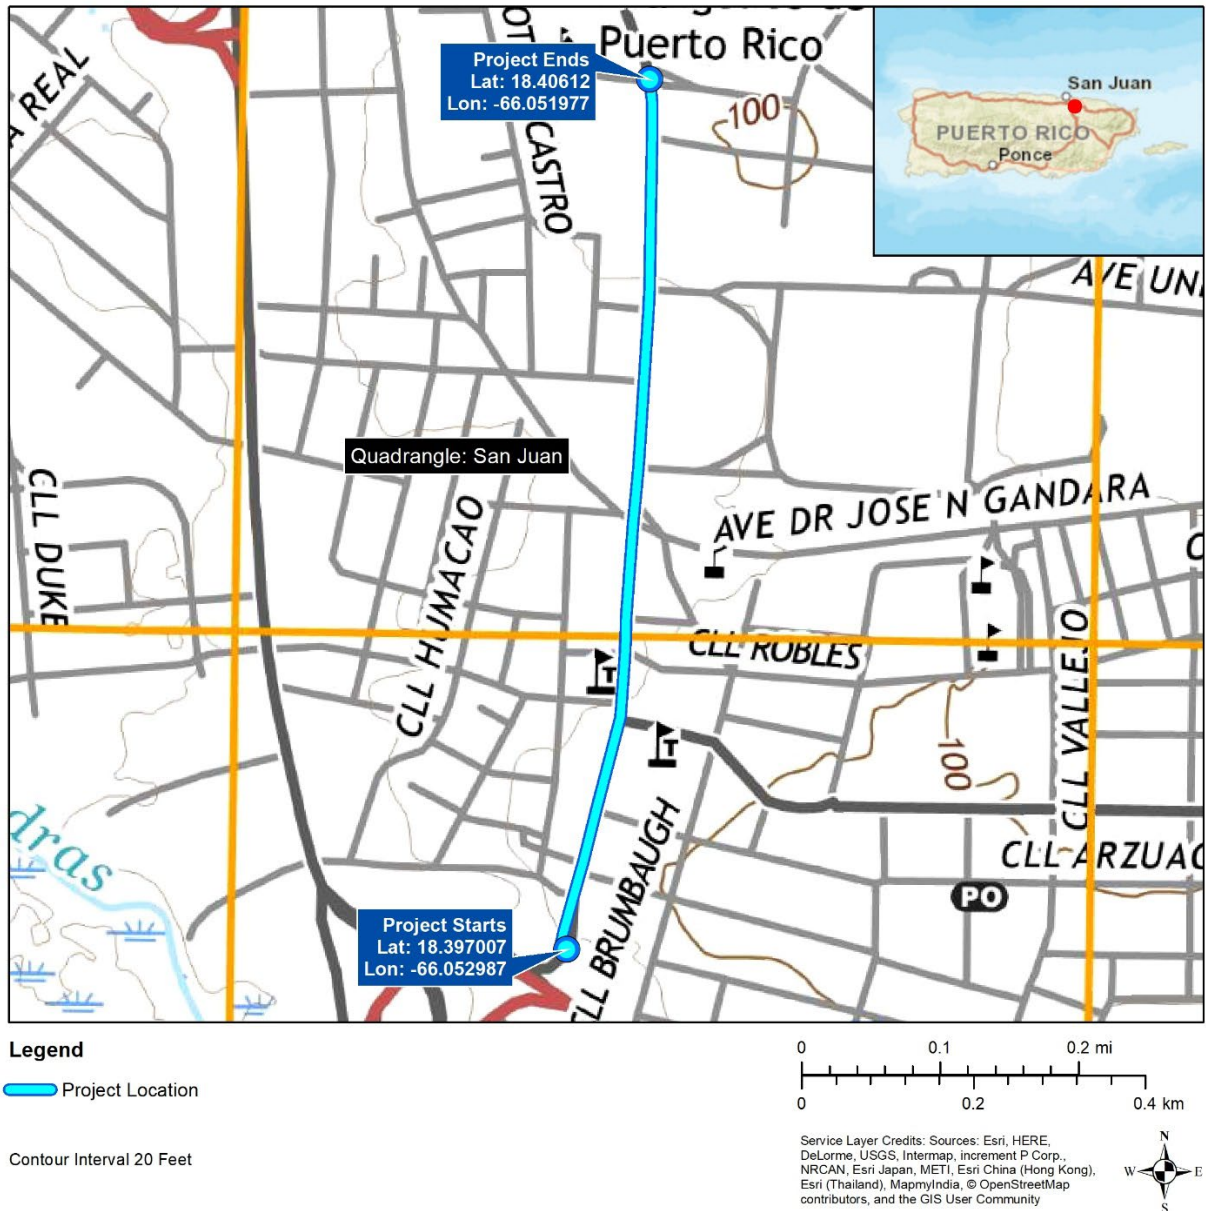 Puerto Rico
Project Ends
Lat: 18.40612
Lon: -66.051977
San Juan
PUERTO RICO
Ponce
A REAL
CASTRO
100
AVE UNI
Quadrangle: San Juan
CLL DUKE
CLL HUMACAO
AVE DR JOSE N GANDARA
CLL ROBLES
T
T
100
CLL VALLEJO
CLL ARZUAG
PO
dras
CLL BRUMBAUGH
Project Starts
Lat: 18.397007
Lon: -66.052987
Legend
Project Location
Contour Interval 20 Feet
0 0.1 0.2 mi
0 0.2 0.4 km
Service Layer Credits: Sources: Esri, HERE,
DeLorme, USGS, Intermap, increment P Corp.,
NRCAN, Esri Japan, METI, Esri China (Hong Kong),
Esri (Thailand), MapmyIndia, © OpenStreetMap
contributors, and the GIS User Community
N
W E
S